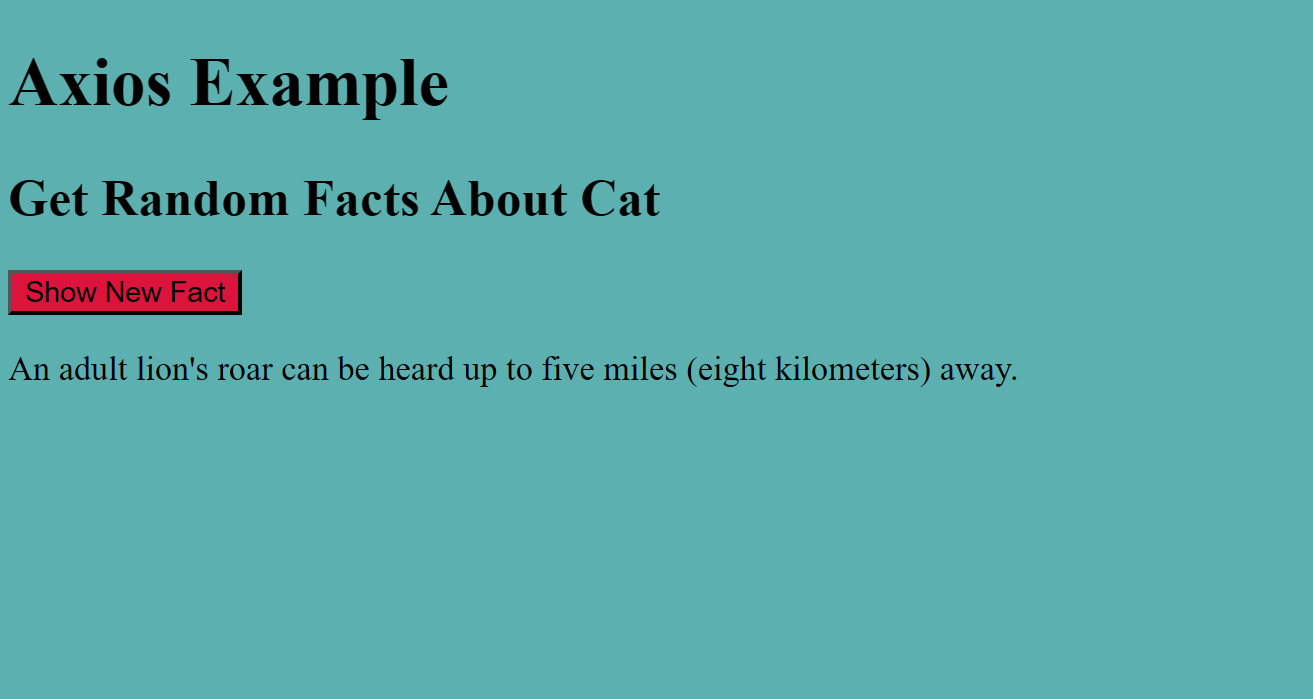 Axios Example
Get Random Facts About Cat
Show New Fact
An adult lion's roar can be heard up to five miles (eight kilometers) away.